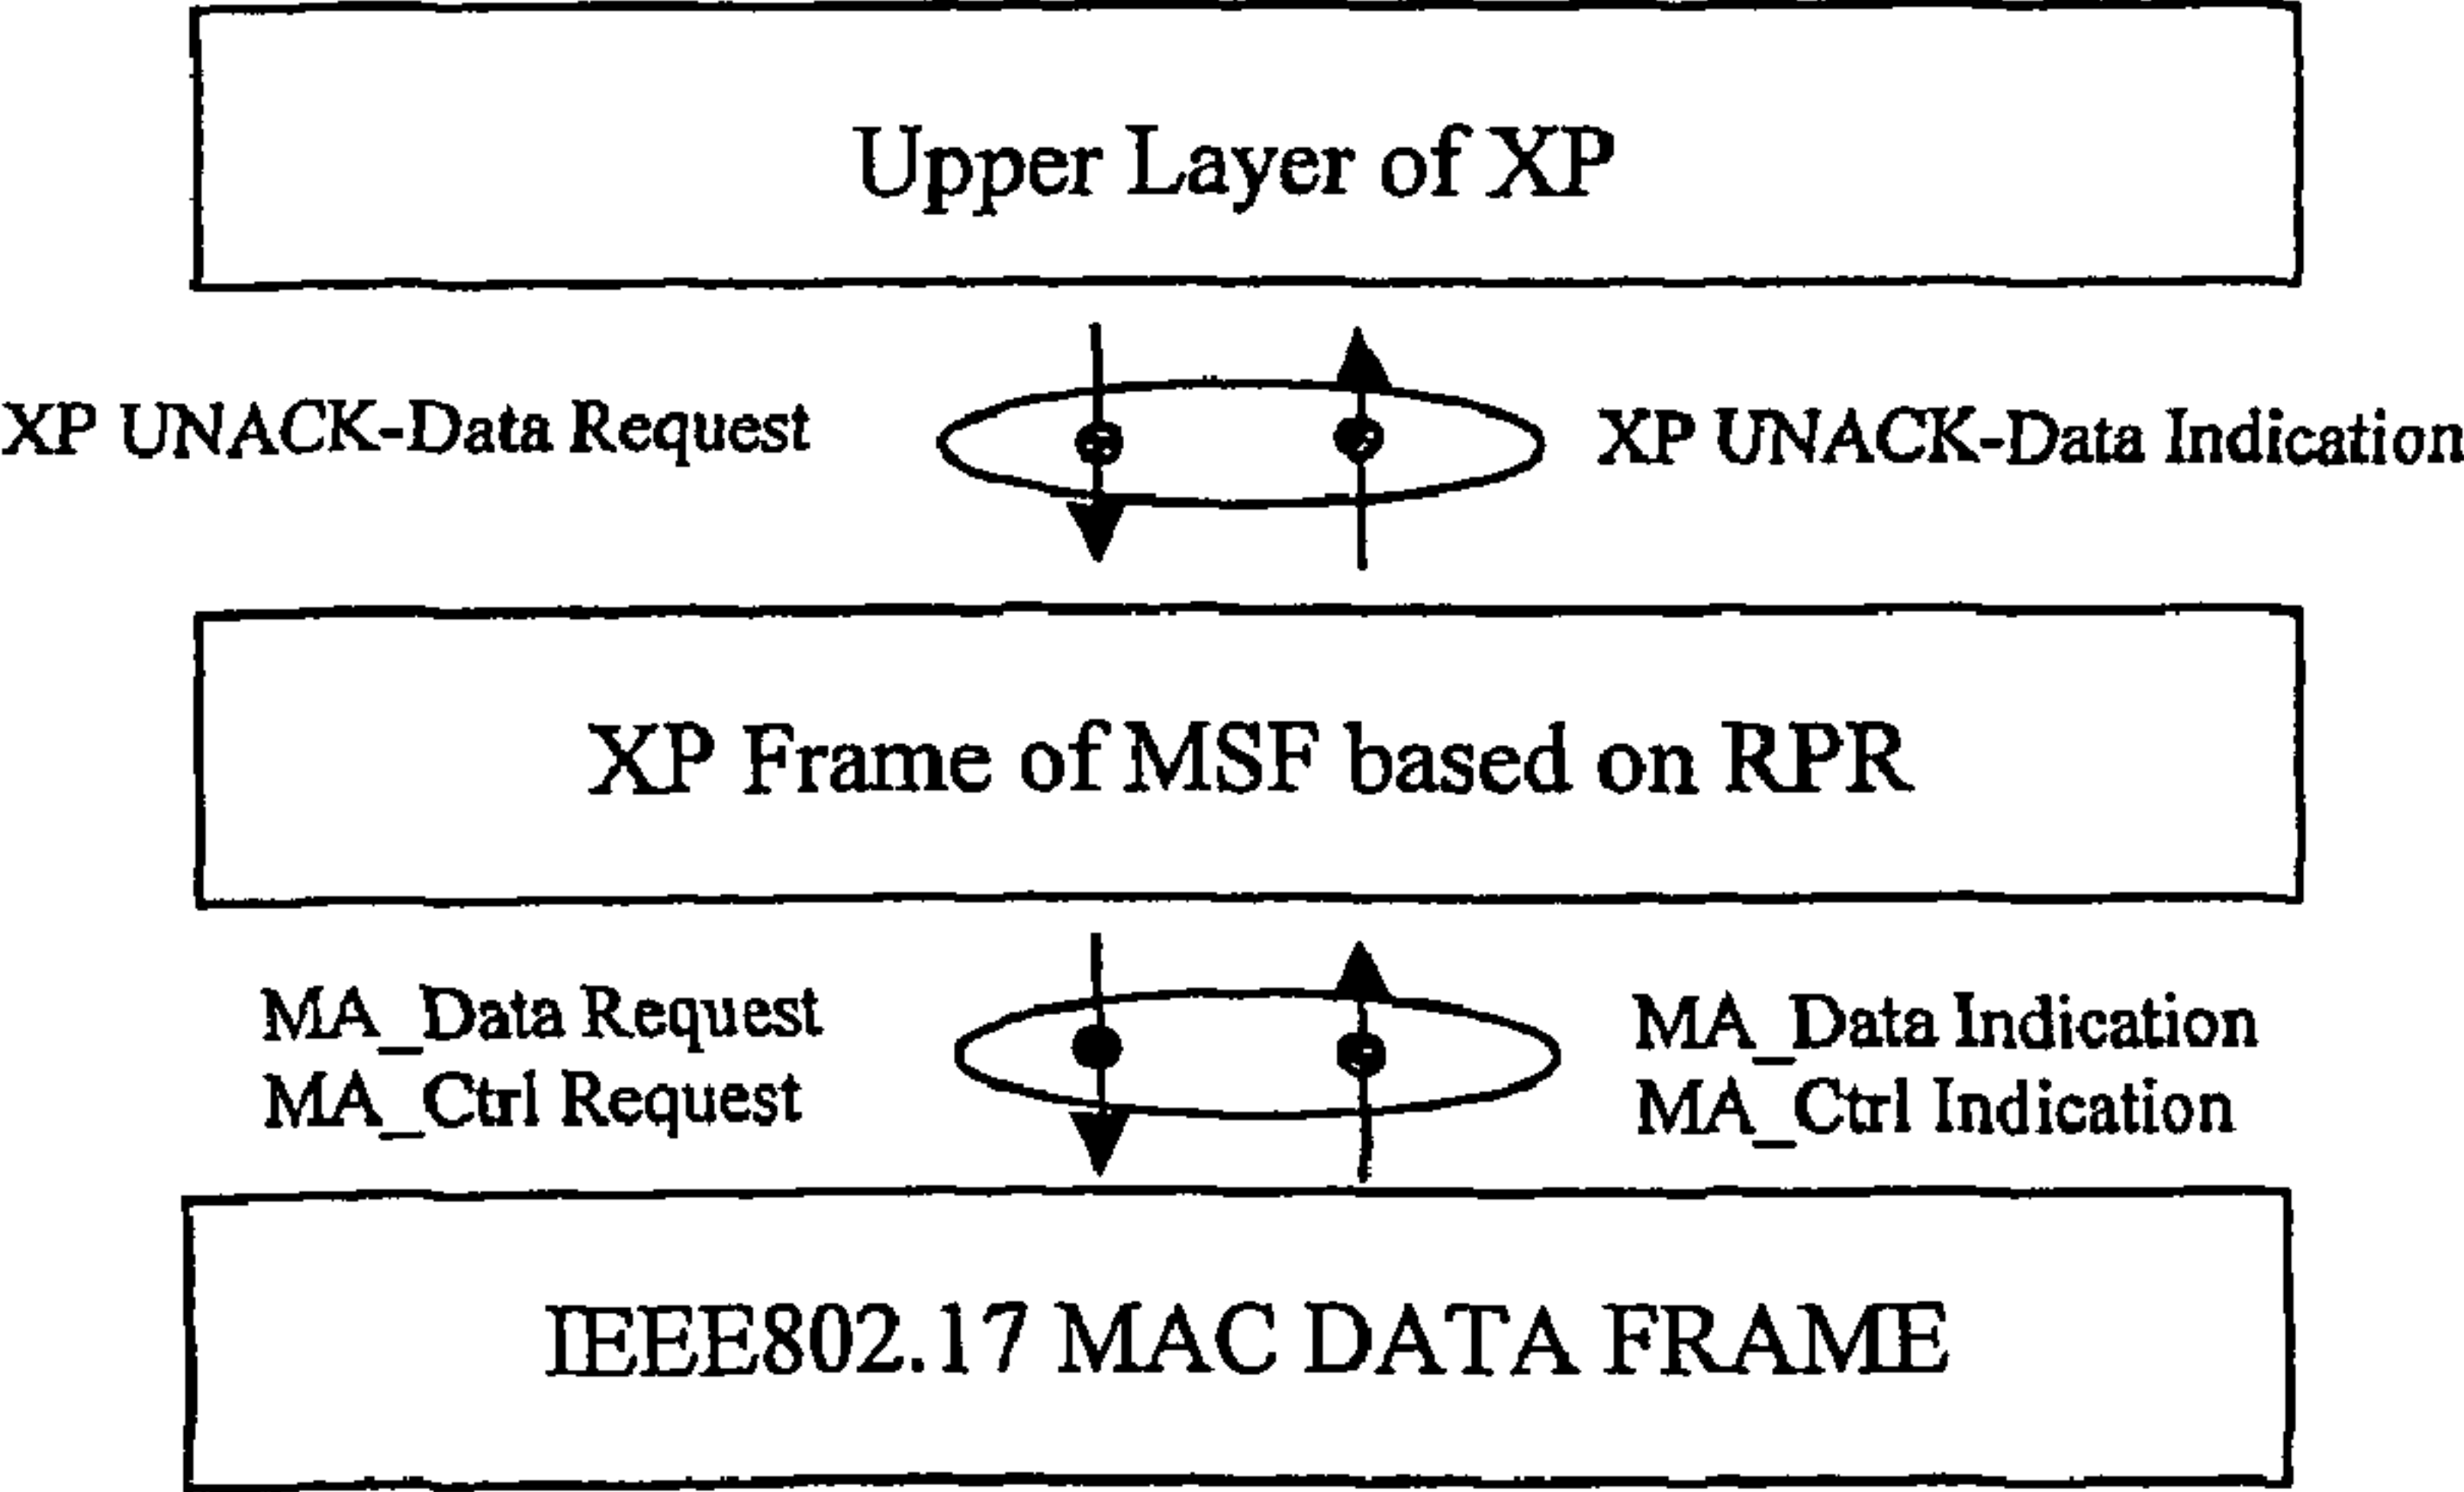 Upper Layer of XP
XP UNACK-Data Request
XP UNACK-Data Indication
XP Frame of MSF based on RPR
MA_Data Request
MA_Ctrl Request
MA_Data Indication
MA_Ctrl Indication
IEEE802.17 MAC DATA FRAME